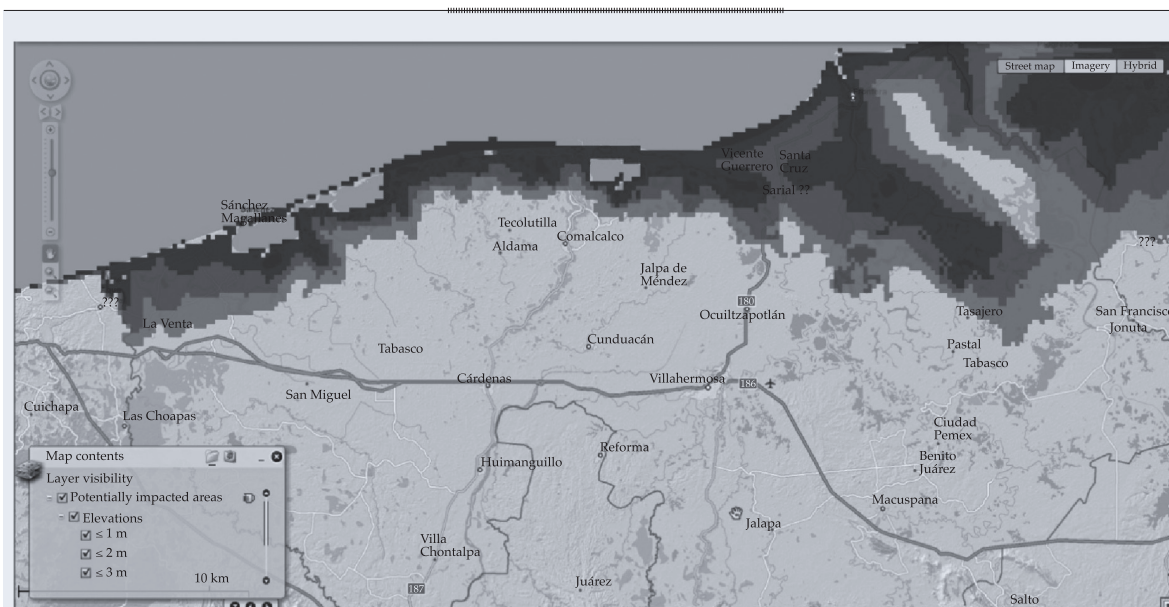 Street map Imagery Hybrid
Vicente
Guerrero
Santa
Cruz
Sarial ??
Sánchez
Magallanes
Tecolutilla
Comalcalco
Aldama
???
Jalpa de
Méndez
???
180
La Venta
Ocuiltzapotlán
Tasajero
San Francisco
Jonuta
Cunduacán
Pastal
Tabasco
Tabasco
Cárdenas
Villahermosa
186
San Miguel
Cuichapa
Las Choapas
Ciudad
Pemex
Reforma
Benito
Juárez
Huimanguillo
Macuspana
Jalapa
Villa
Chontalpa
187
Juárez
Salto
Map contents
Layer visibility
Potentially impacted areas
Elevations
≤ 1 m
≤ 2 m
≤ 3 m
10 km